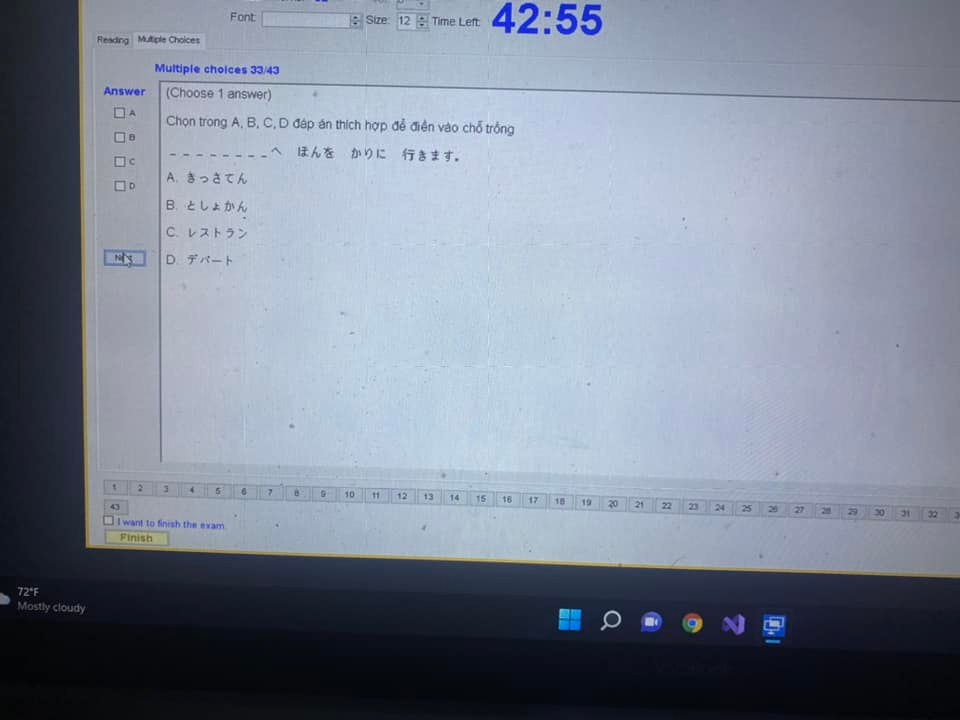 Font: Size: 12 Time Left: 42:55
Reading Multiple Choices
Multiple choices 33/43
Answer
(Choose 1 answer)
A
Chọn trong A, B, C, D đáp án thích hợp để điền vào chỗ trống
B
_ _ _ _ _ _ _ _へ ほんを かりに 行きます。
C
A. きっさてん
D
B. としょかん
C. レストラン
D. デパート
1 2 3 4 5 6 7 8 9 10 11 12 13 14 15 16 17 18 19 20 21 22 23 24 25 26 27 28 29 30 31 32
43
I want to finish the exam.
Finish
72°F
Mostly cloudy